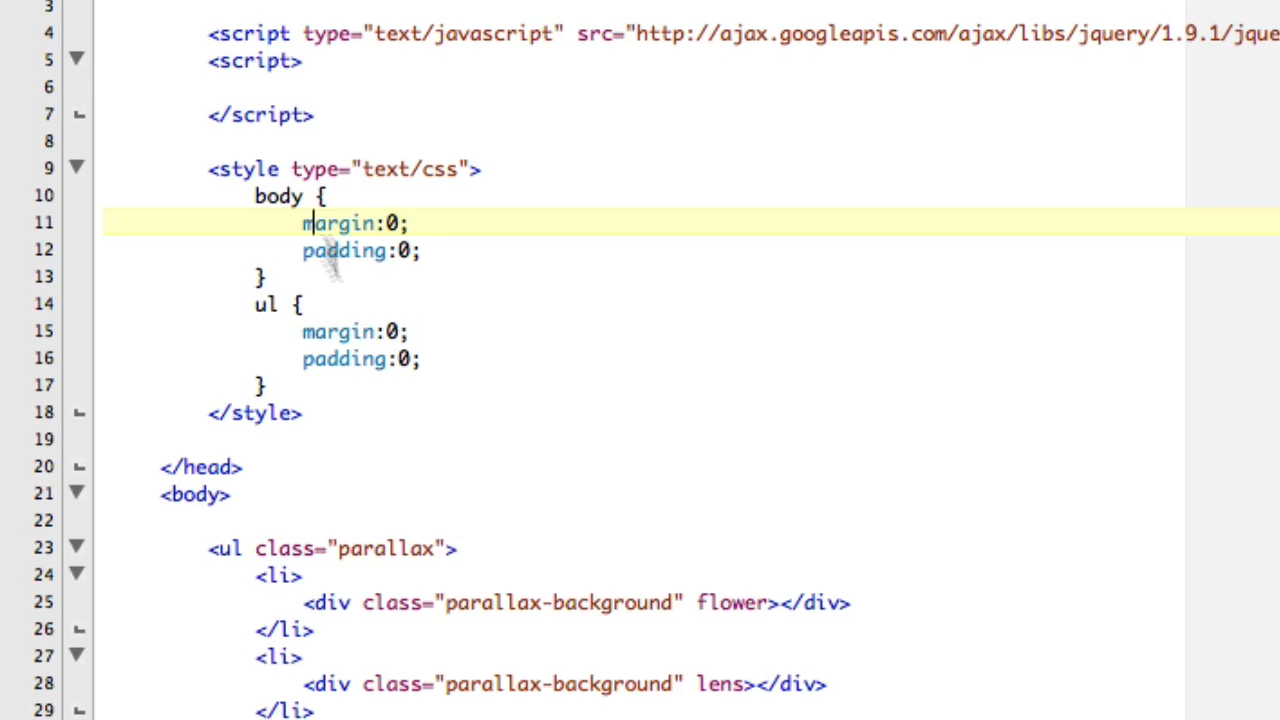 3
4 <script type="text/javascript" src="http://ajax.googleapis.com/ajax/libs/jquery/1.9.1/jque
5 <script>
6
7 </script>
8
9 <style type="text/css">
10 body {
11 margin:0;
12 padding:0;
13 }
14 ul {
15 margin:0;
16 padding:0;
17 }
18 </style>
19
20 </head>
21 <body>
22
23 <ul class="parallax">
24 <li>
25 <div class="parallax-background" flower></div>
26 </li>
27 <li>
28 <div class="parallax-background" lens></div>
29 </li>